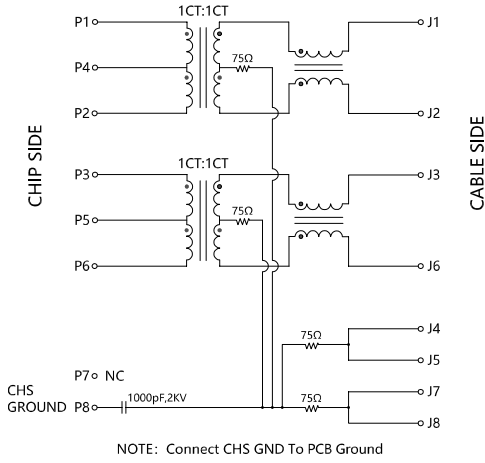 1CT:1CT
P1
J1
75Ω
P4
P2
J2
CHIP SIDE
CABLE SIDE
1CT:1CT
P3
J3
75Ω
P5
P6
J6
J4
75Ω
J5
P7 NC
J7
CHS
GROUND
P8
1000pF,2KV
75Ω
J8
NOTE: Connect CHS GND To PCB Ground